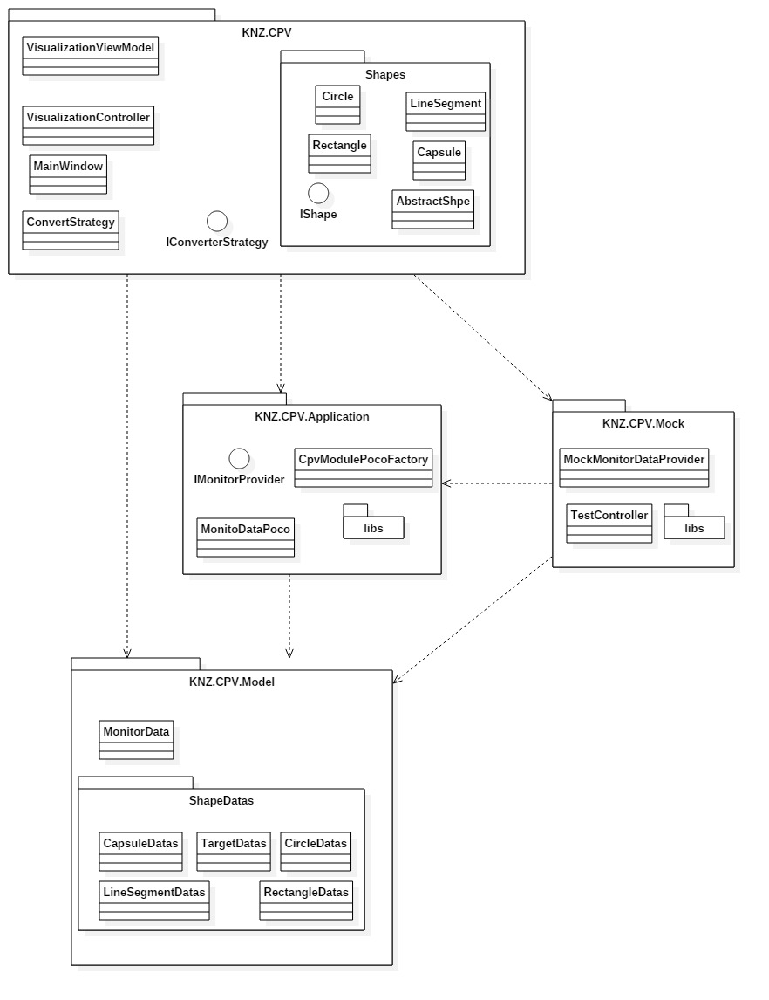 KNZ.CPV
VisualizationViewModel
VisualizationController
MainWindow
ConvertStrategy
IConverterStrategy
Shapes
Circle
LineSegment
Rectangle
Capsule
IShape
AbstractShpe
KNZ.CPV.Application
IMonitorProvider
CpvModulePocoFactory
MonitoDataPoco
libs
KNZ.CPV.Mock
MockMonitorDataProvider
TestController
libs
KNZ.CPV.Model
MonitorData
ShapeDatas
CapsuleDatas
TargetDatas
CircleDatas
LineSegmentDatas
RectangleDatas